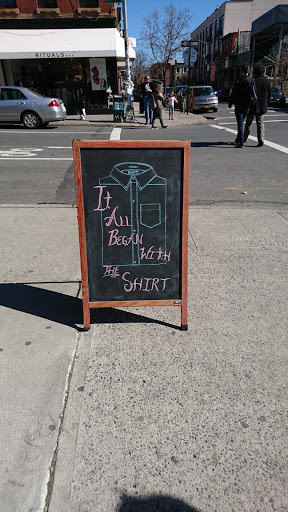 RITUALS...
It
All
Began
With
The
Shirt